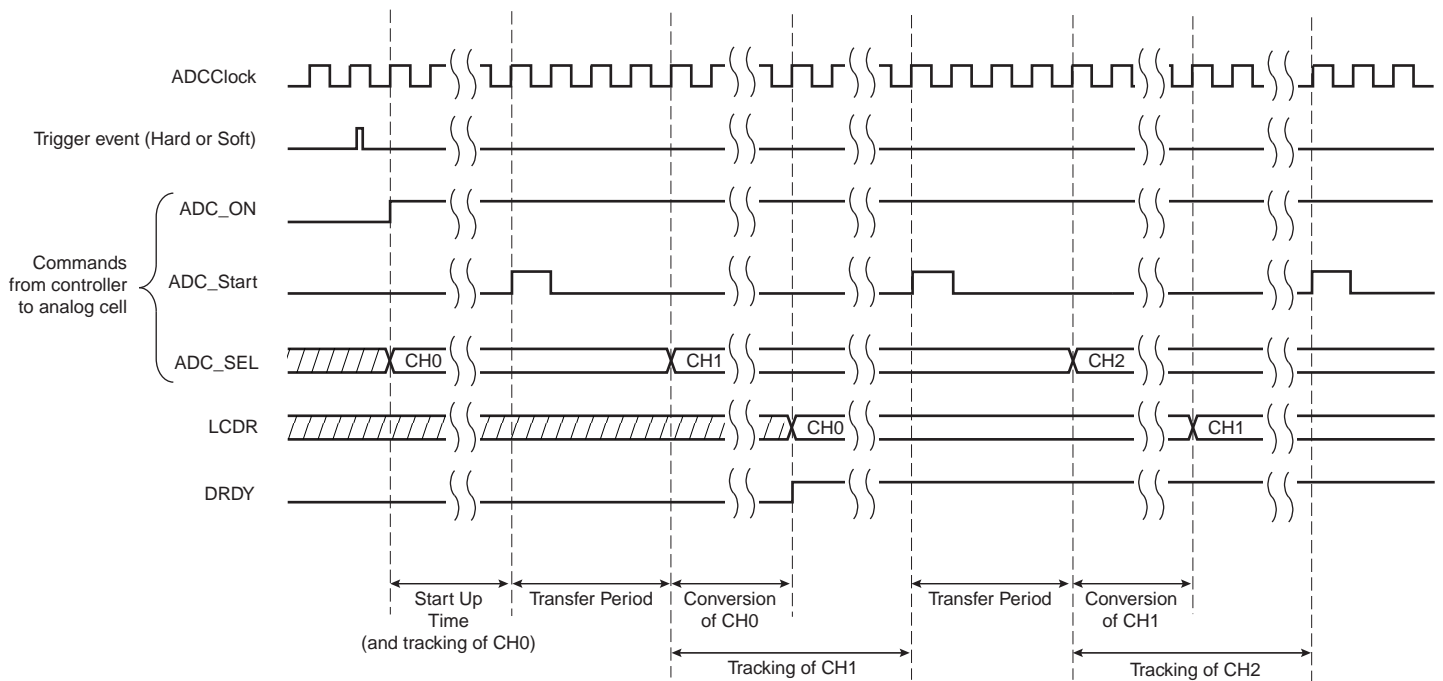 ADCClock
Trigger event (Hard or Soft)
ADC_ON
Commands
from controller
to analog cell
ADC_Start
ADC_SEL
CH0
CH1
CH2
LCDR
CH0
CH1
DRDY
Start Up
Time
(and tracking of CH0)
Transfer Period
Conversion
of CH0
Transfer Period
Conversion
of CH1
Tracking of CH1
Tracking of CH2